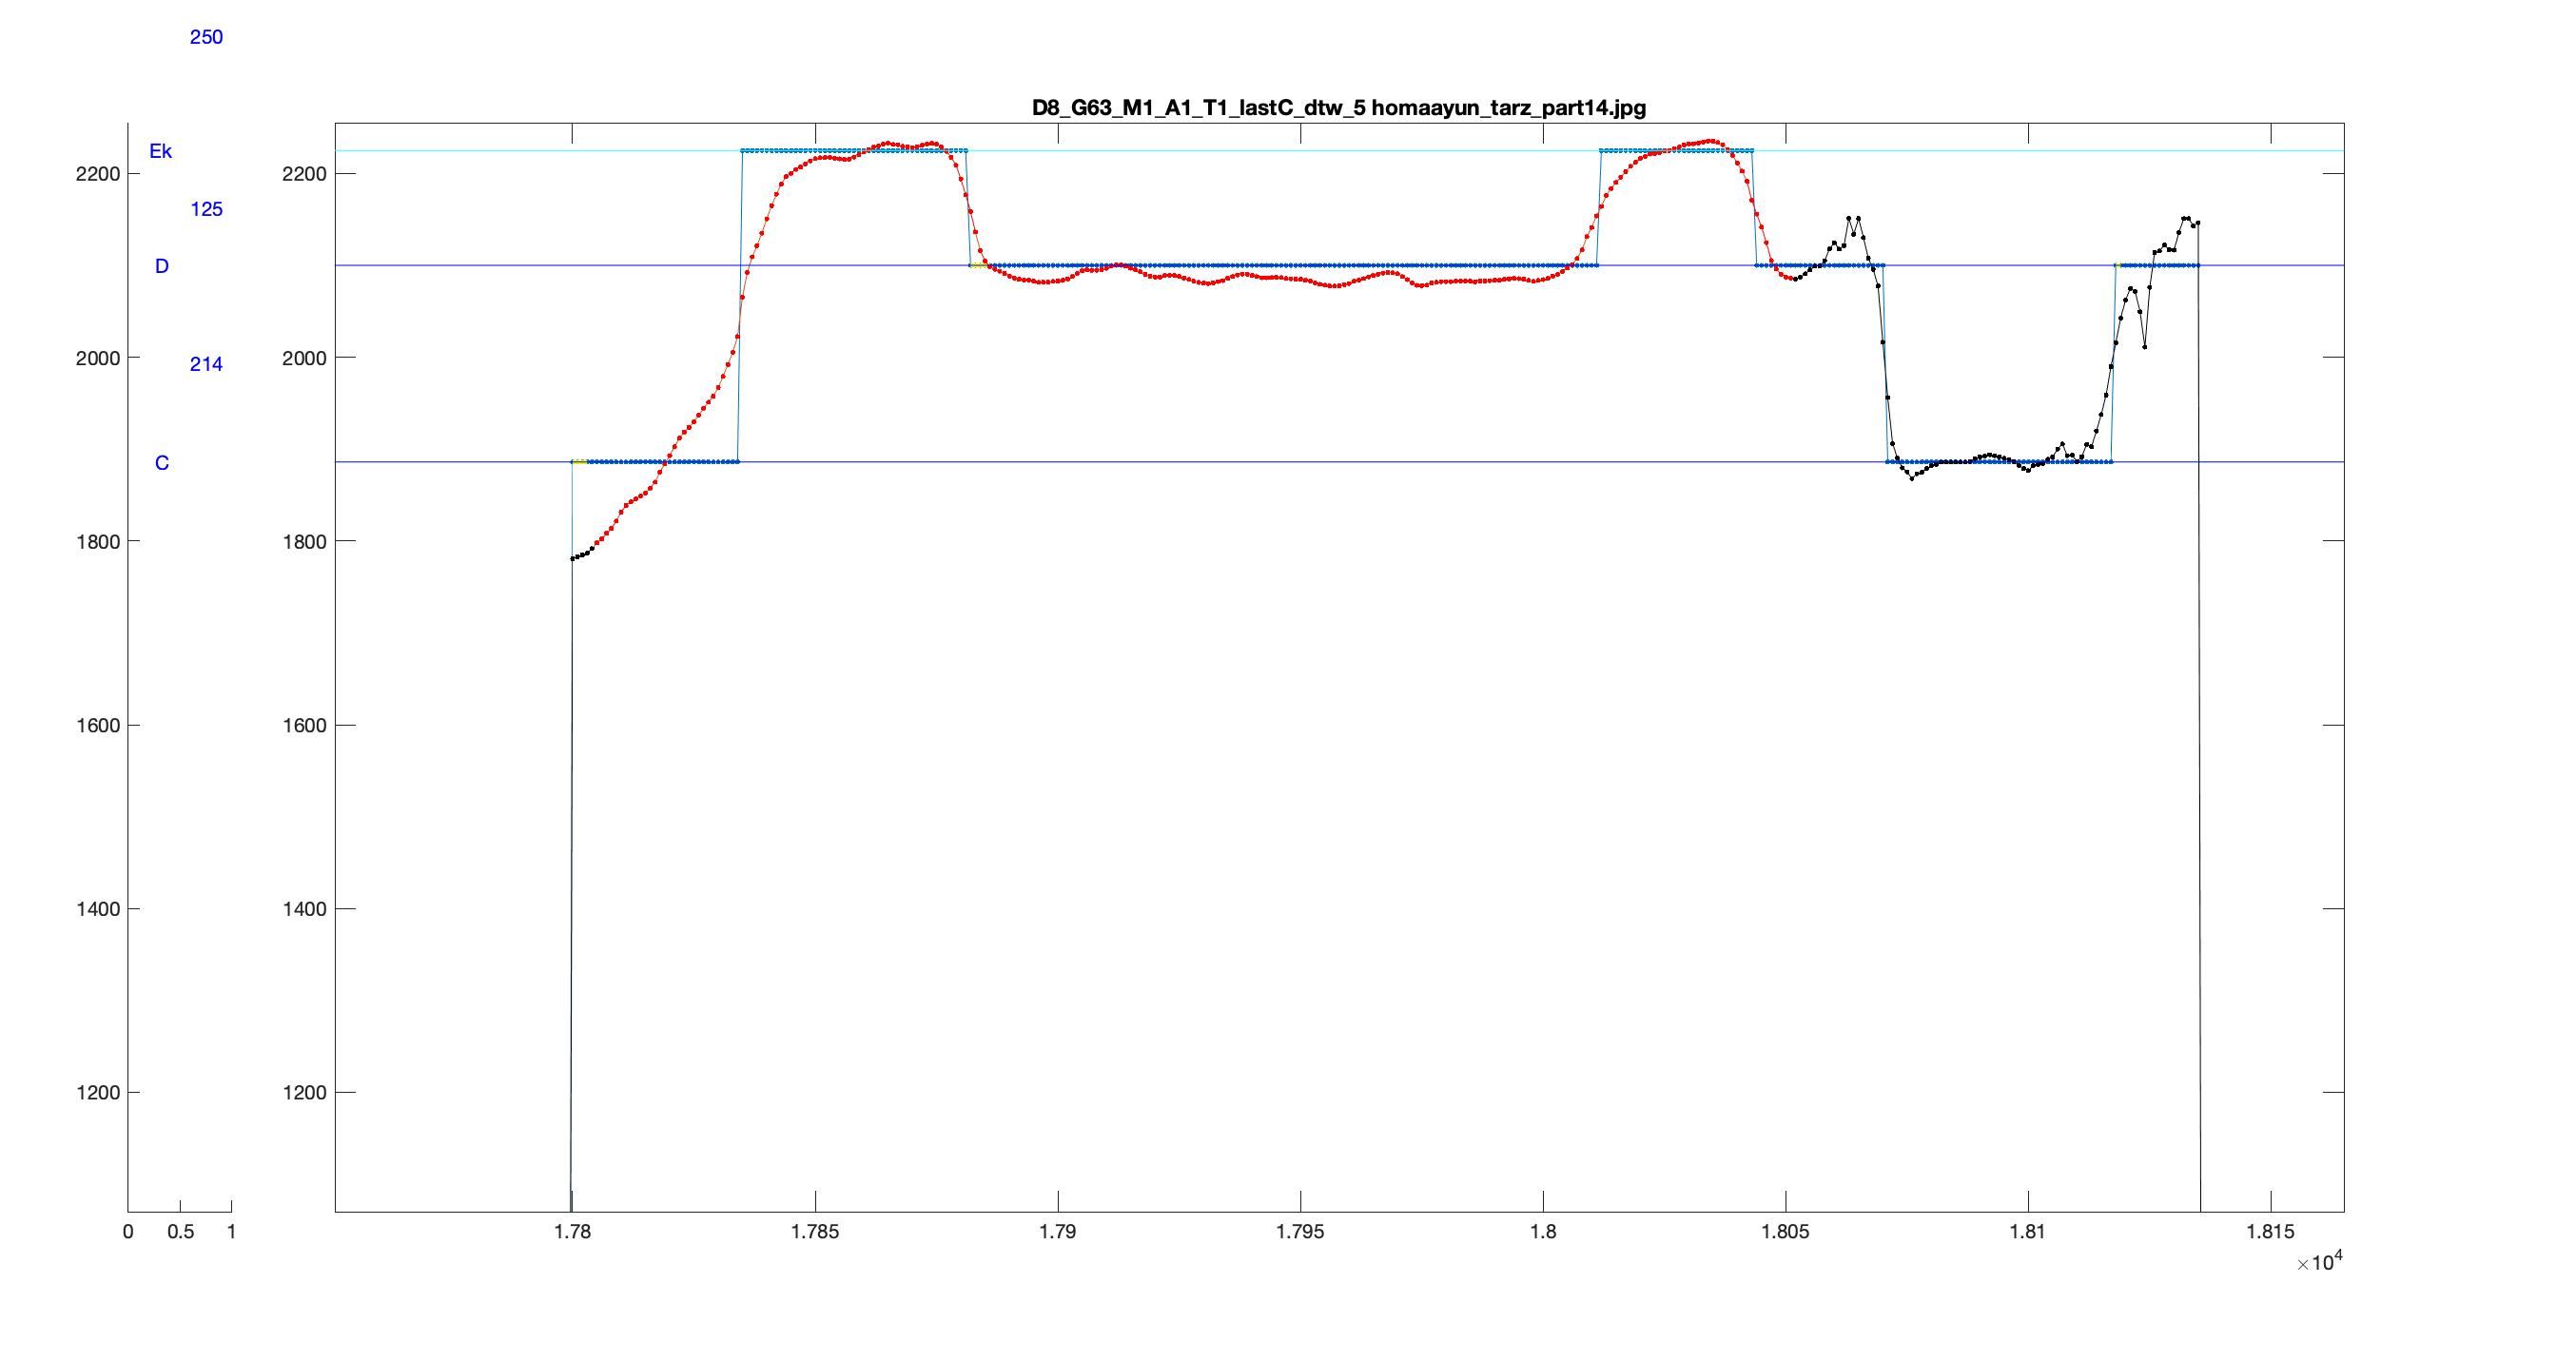 250
D8_G63_M1_A1_T1_lastC_dtw_5 homaayun_tarz_part14.jpg
Ek
2200 2200
125
D
2000 2000
214
C
1800 1800
1600 1600
1400 1400
1200 1200
0 0.5 1 1.78 1.785 1.79 1.795 1.8 1.805 1.81 1.815
×10⁴